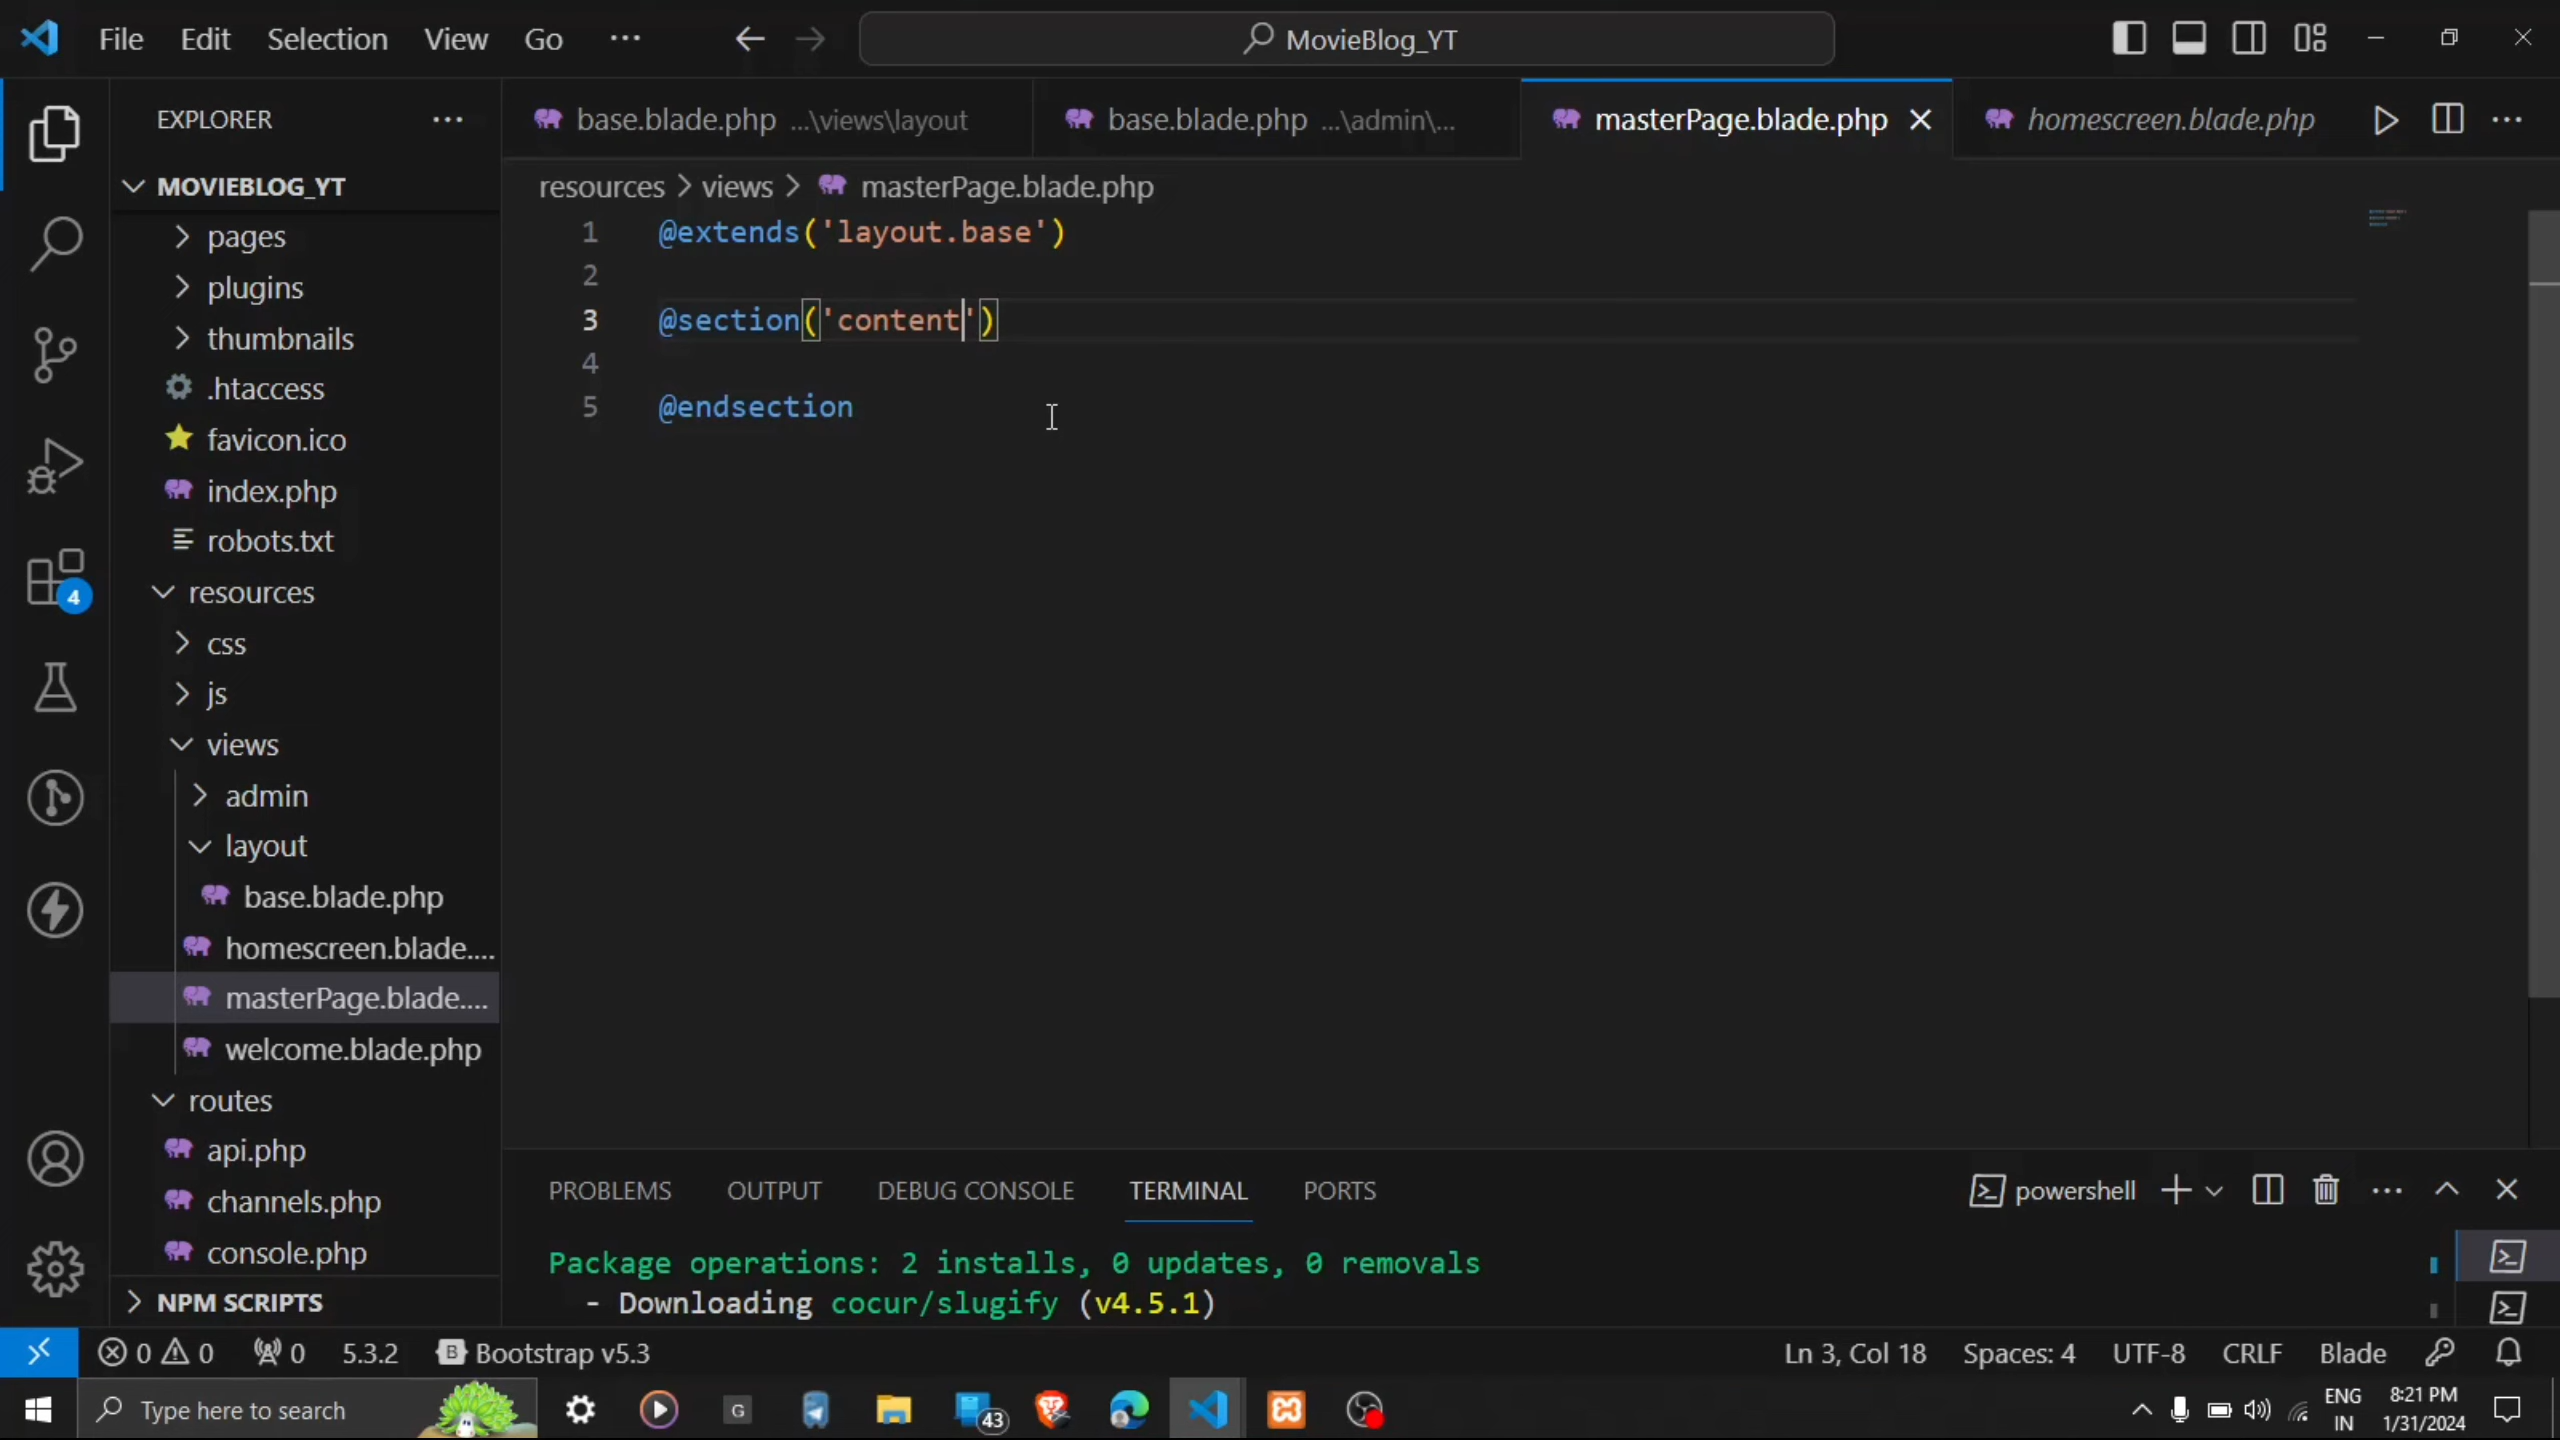 File Edit Selection View Go ... MovieBlog_YT
EXPLORER ...
MOVIEBLOG_YT
pages
plugins
thumbnails
.htaccess
favicon.ico
index.php
robots.txt
resources
css
js
views
admin
layout
base.blade.php
homescreen.blade....
masterPage.blade....
welcome.blade.php
routes
api.php
channels.php
console.php
NPM SCRIPTS
base.blade.php ...\views\layout base.blade.php ...\admin\... masterPage.blade.php homescreen.blade.php
resources > views > masterPage.blade.php
1 @extends('layout.base')
2
3 @section('content')
4
5 @endsection
PROBLEMS OUTPUT DEBUG CONSOLE TERMINAL PORTS powershell
Package operations: 2 installs, 0 updates, 0 removals
- Downloading cocur/slugify (v4.5.1)
4
0 0 0 5.3.2 B Bootstrap v5.3 Ln 3, Col 18 Spaces: 4 UTF-8 CRLF Blade
Type here to search G 43 ENG 8:21 PM
IN 1/31/2024